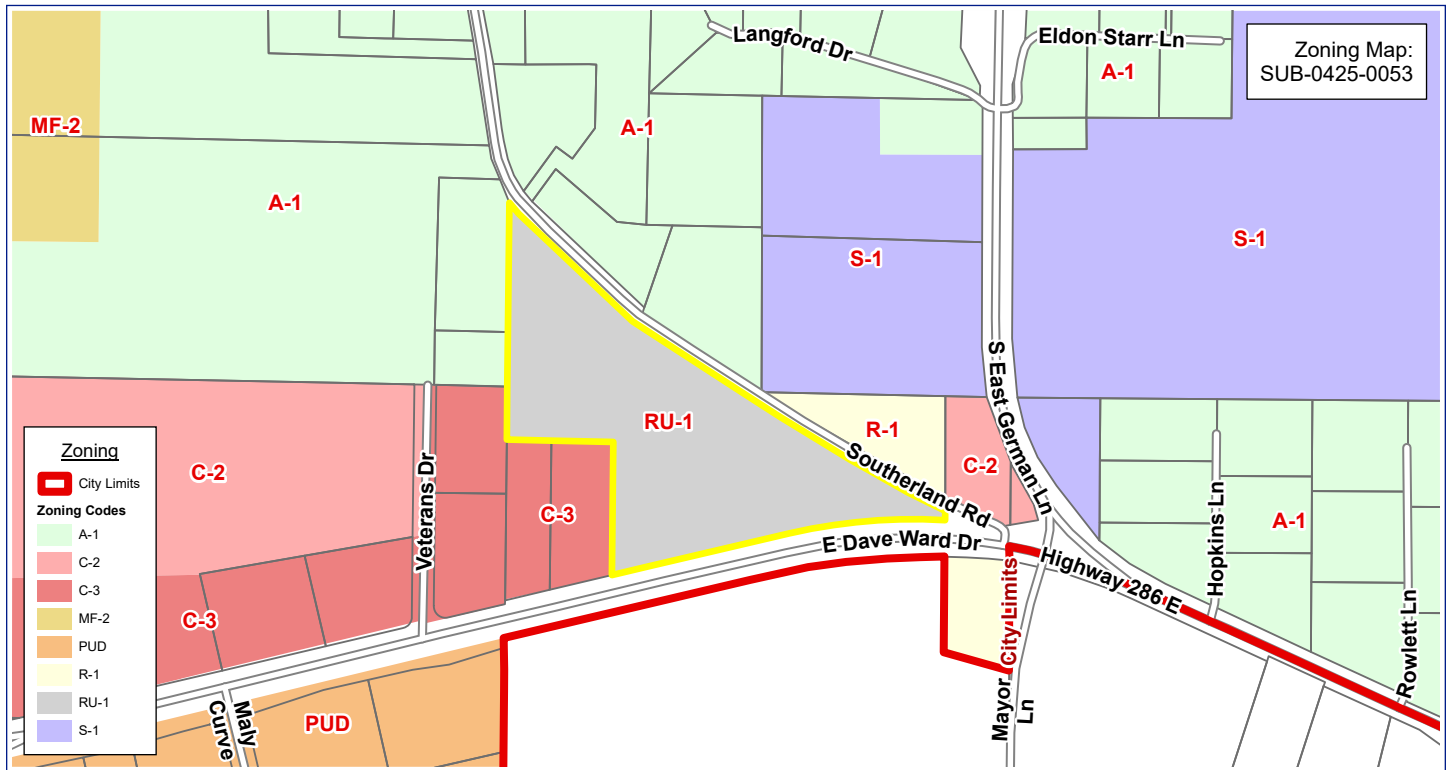 Langford Dr
Eldon Starr Ln
Zoning Map:
SUB-0425-0053
A-1
MF-2
A-1
A-1
S-1
S-1
S East German Ln
RU-1
R-1
Southerland Rd
C-2
C-2
Veterans Dr
C-3
E Dave Ward Dr
Highway 286 E
Hopkins Ln
A-1
Rowlett Ln
City Limits
Mayor
Ln
C-3
Maly
Curve
PUD
Zoning
City Limits
Zoning Codes
A-1
C-2
C-3
MF-2
PUD
R-1
RU-1
S-1